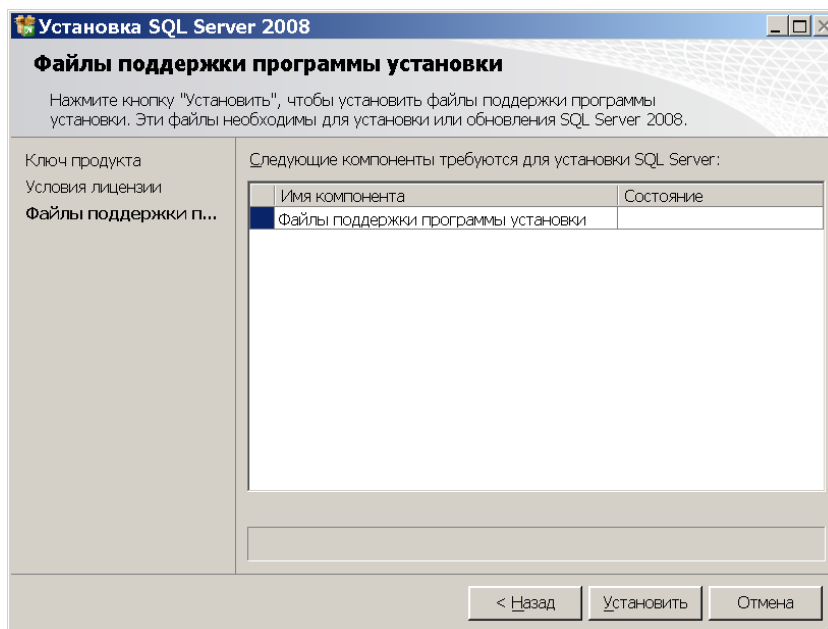 Установка SQL Server 2008
Файлы поддержки программы установки
Нажмите кнопку "Установить", чтобы установить файлы поддержки программы
установки. Эти файлы необходимы для установки или обновления SQL Server 2008.
Ключ продукта
Условия лицензии
Файлы поддержки п...
Следующие компоненты требуются для установки SQL Server:
Имя компонента Состояние
Файлы поддержки программы установки
< Назад Установить Отмена